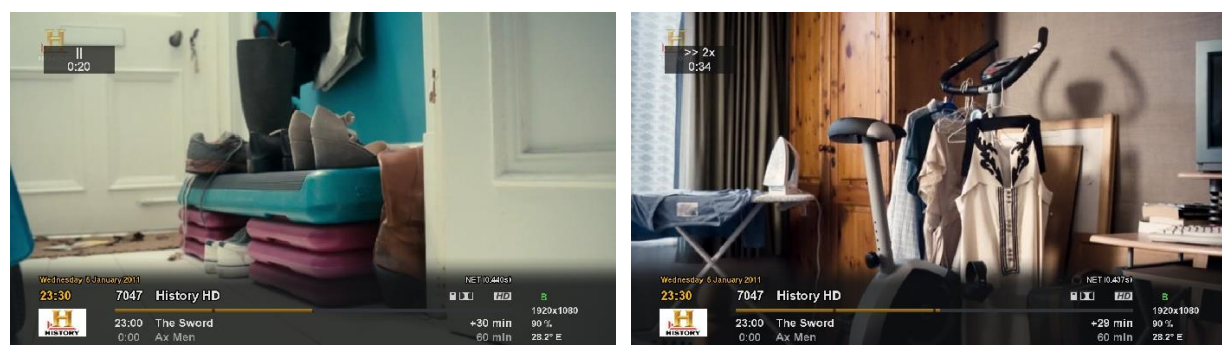 H
II
0:20
Wednesday 5 January 2011
NET (0.440s)
23:30 7047 History HD
HD B
1920x1080
H
HISTORY
23:00 The Sword +30 min 90 %
0:00 Ax Men 60 min 28.2° E
H
>> 2x
0:34
Wednesday 5 January 2011
NET (0.437s)
23:30 7047 History HD
HD B
1920x1080
H
HISTORY
23:00 The Sword +29 min 90 %
0:00 Ax Men 60 min 28.2° E